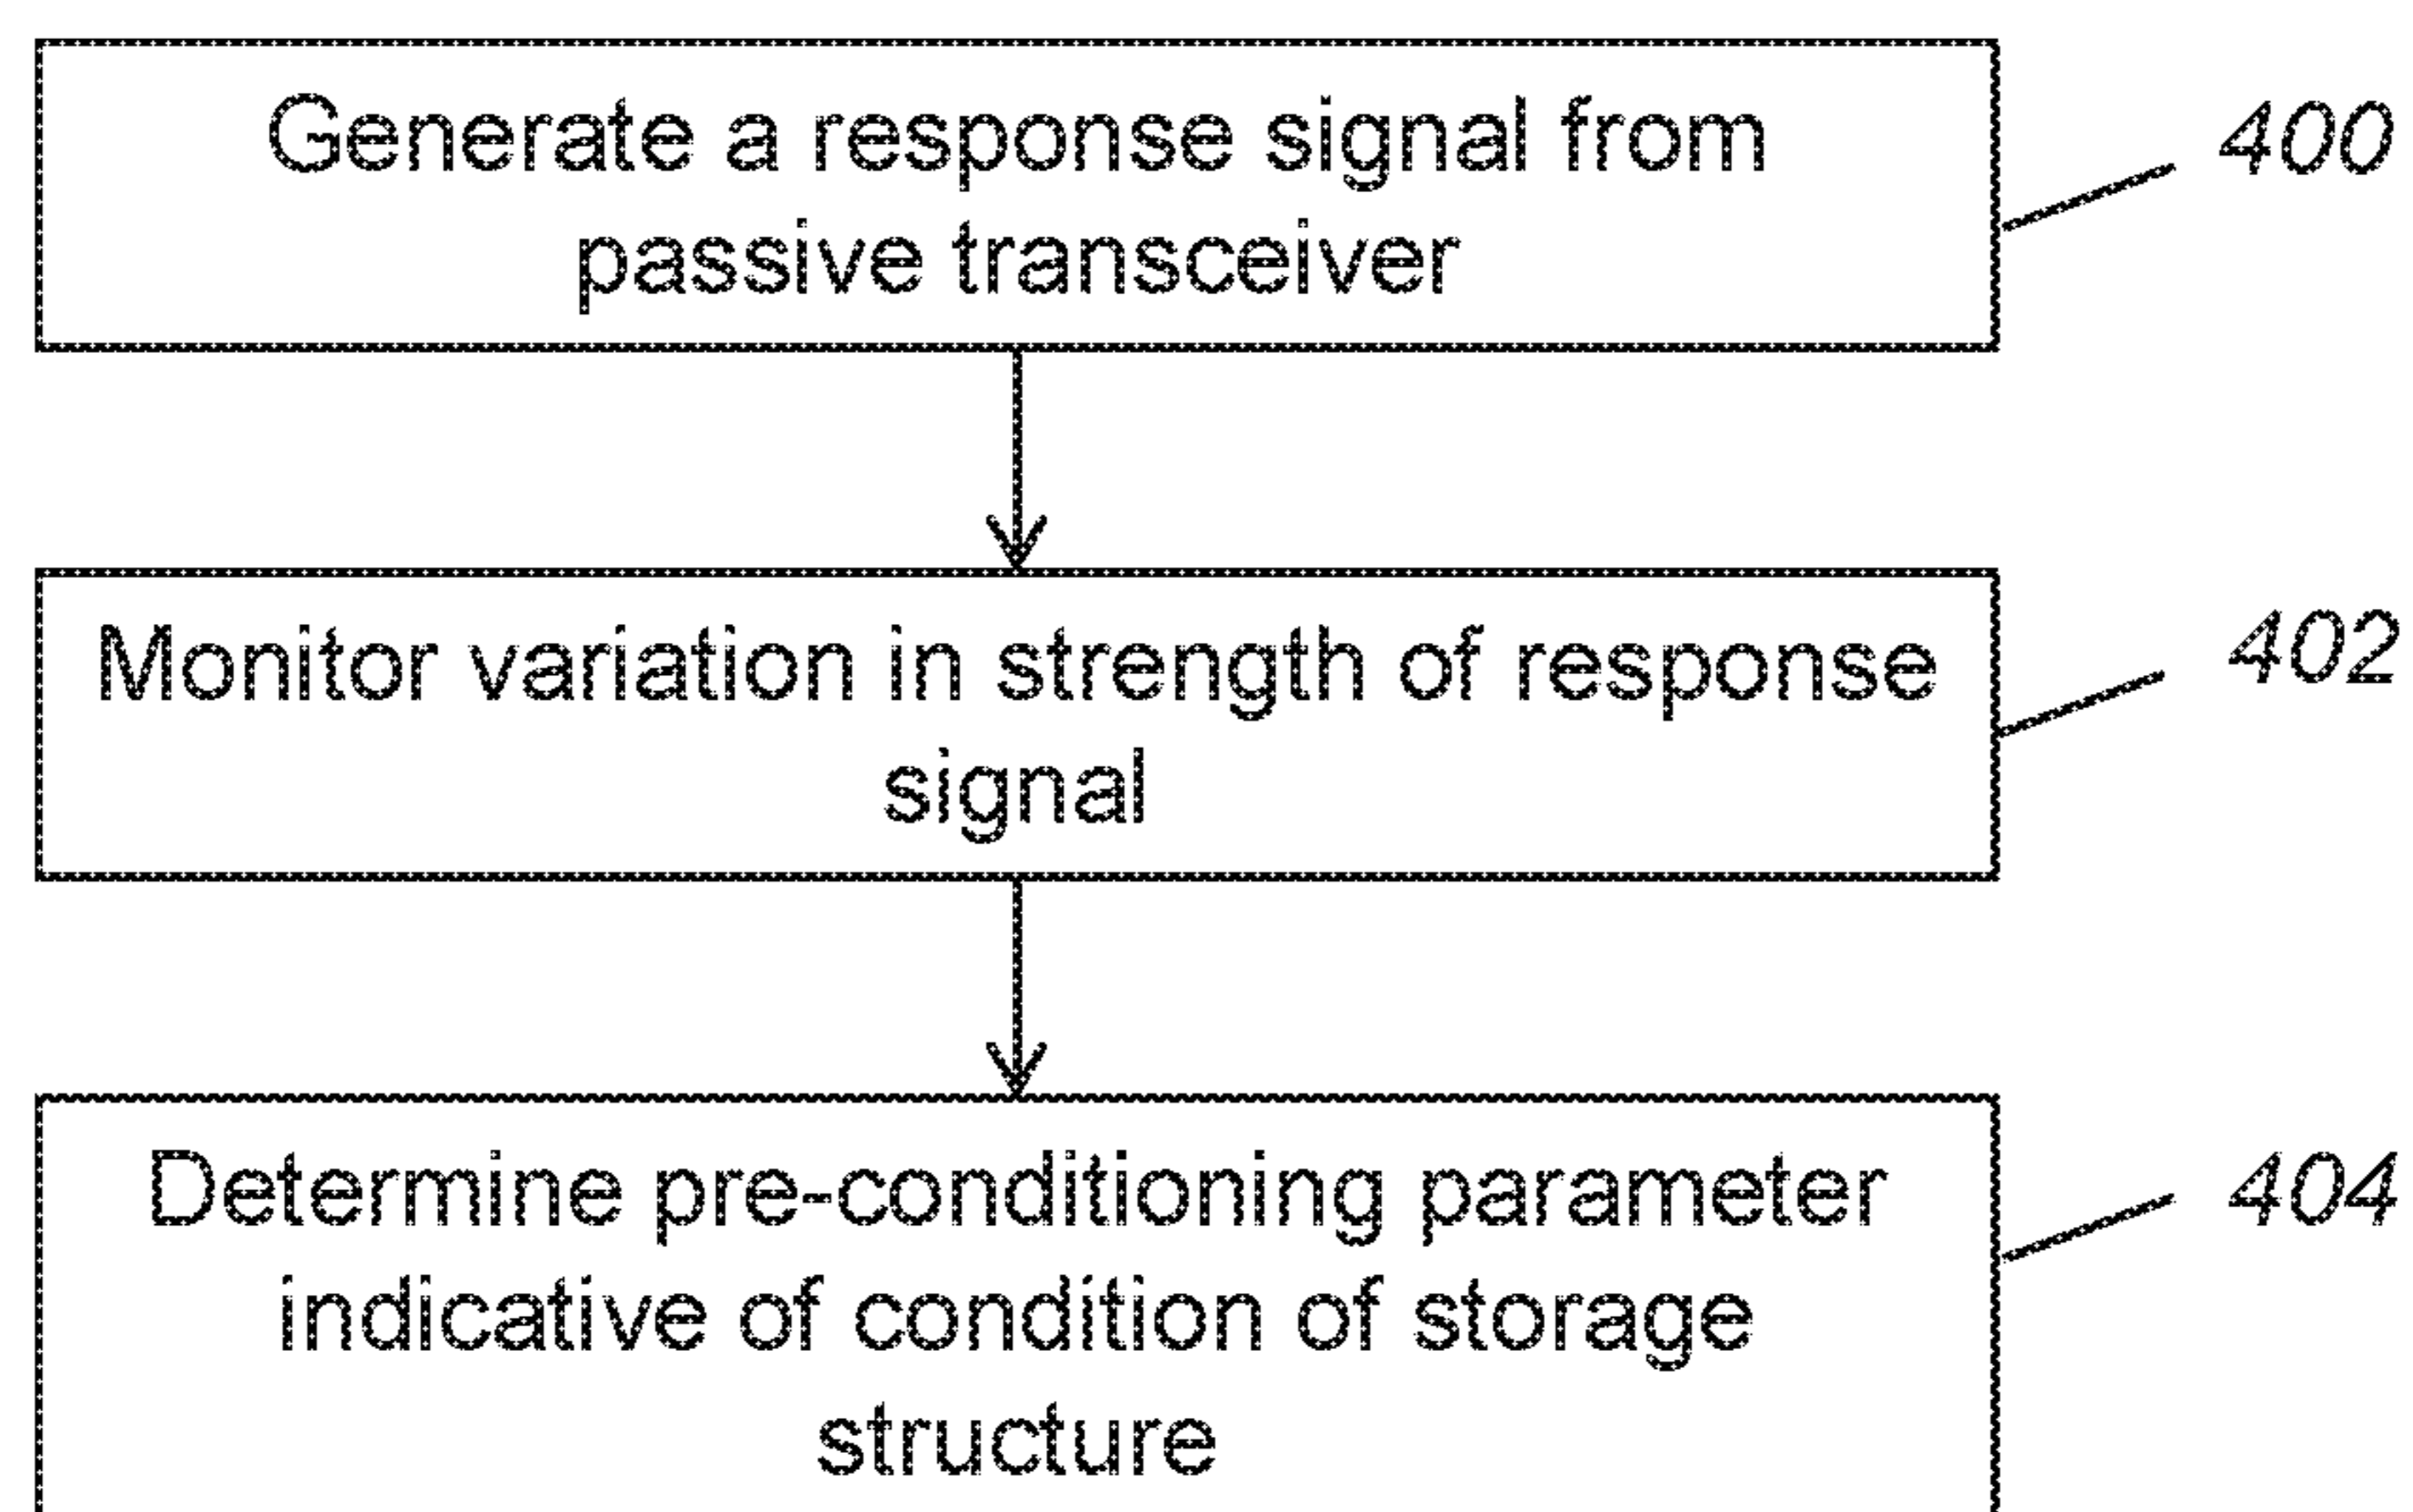 Generate a response signal from
passive transceiver
400
Monitor variation in strength of response
signal
402
Determine pre-conditioning parameter
indicative of condition of storage
structure
404